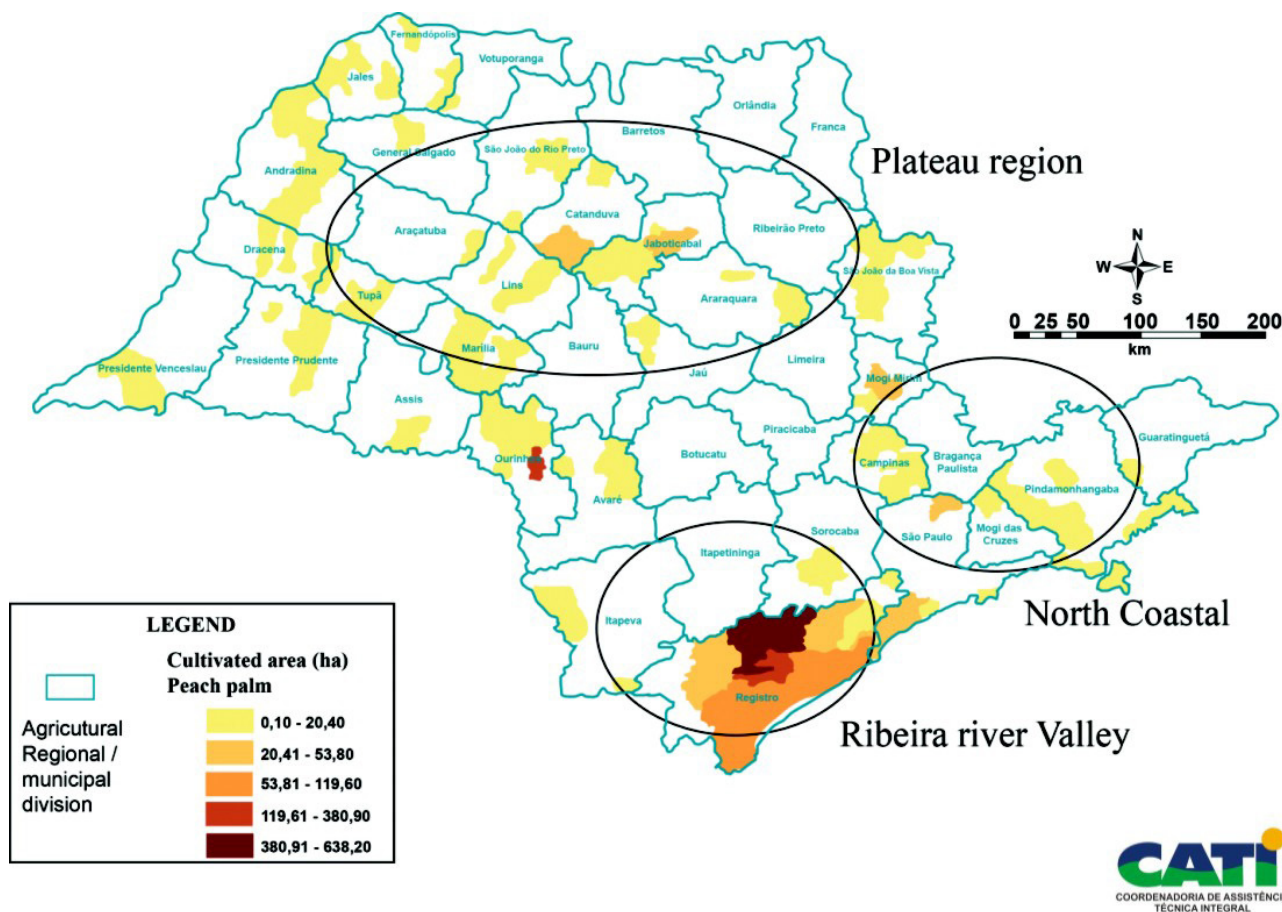 Fernandópolis
Votuporanga
Jales
Orlândia
Barretos
Franca
General Salgado
São João do Rio Preto
Plateau region
Andradina
Catanduva
Araçatuba
Ribeirão Preto
Dracena
Jaboticabal
São João da Boa Vista
Lins
Tupã
Araraquara
N
W E
S
0 25 50 100 150 200
km
Marília
Bauru
Limeira
Presidente Prudente
Presidente Venceslau
Jaú
Mogi Mirim
Assis
Piracicaba
Guaratinguetá
Botucatu
Bragança
Paulista
Campinas
Avaré
Pindamonhangaba
Sorocaba
São Paulo
Mogi das
Cruzes
Itapetininga
North Coastal
Itapeva
Registro
Ribeira river Valley
LEGEND
Cultivated area (ha)
Peach palm
Agricutural
Regional /
municipal
division
0,10 - 20,40
20,41 - 53,80
53,81 - 119,60
119,61 - 380,90
380,91 - 638,20
CATI
COORDENADORIA DE ASSISTÊNCI
TÉCNICA INTEGRAL